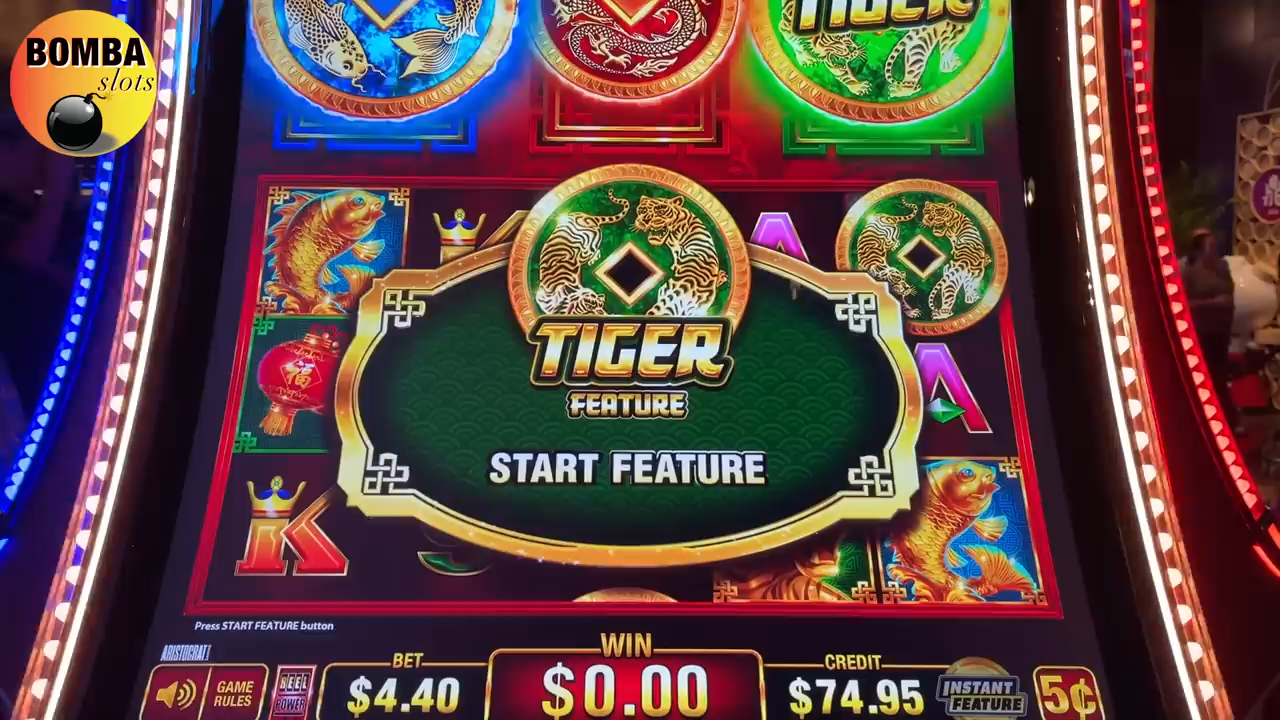 BOMBA
slots
TIGER
A
TIGER
FEATURE
福
A
START FEATURE
K
Press START FEATURE button
ARISTOCRAT
GAME
RULES
REEL
POWER
BET
$4.40
WIN
$0.00
CREDIT
$74.95
INSTANT
FEATURE
5¢